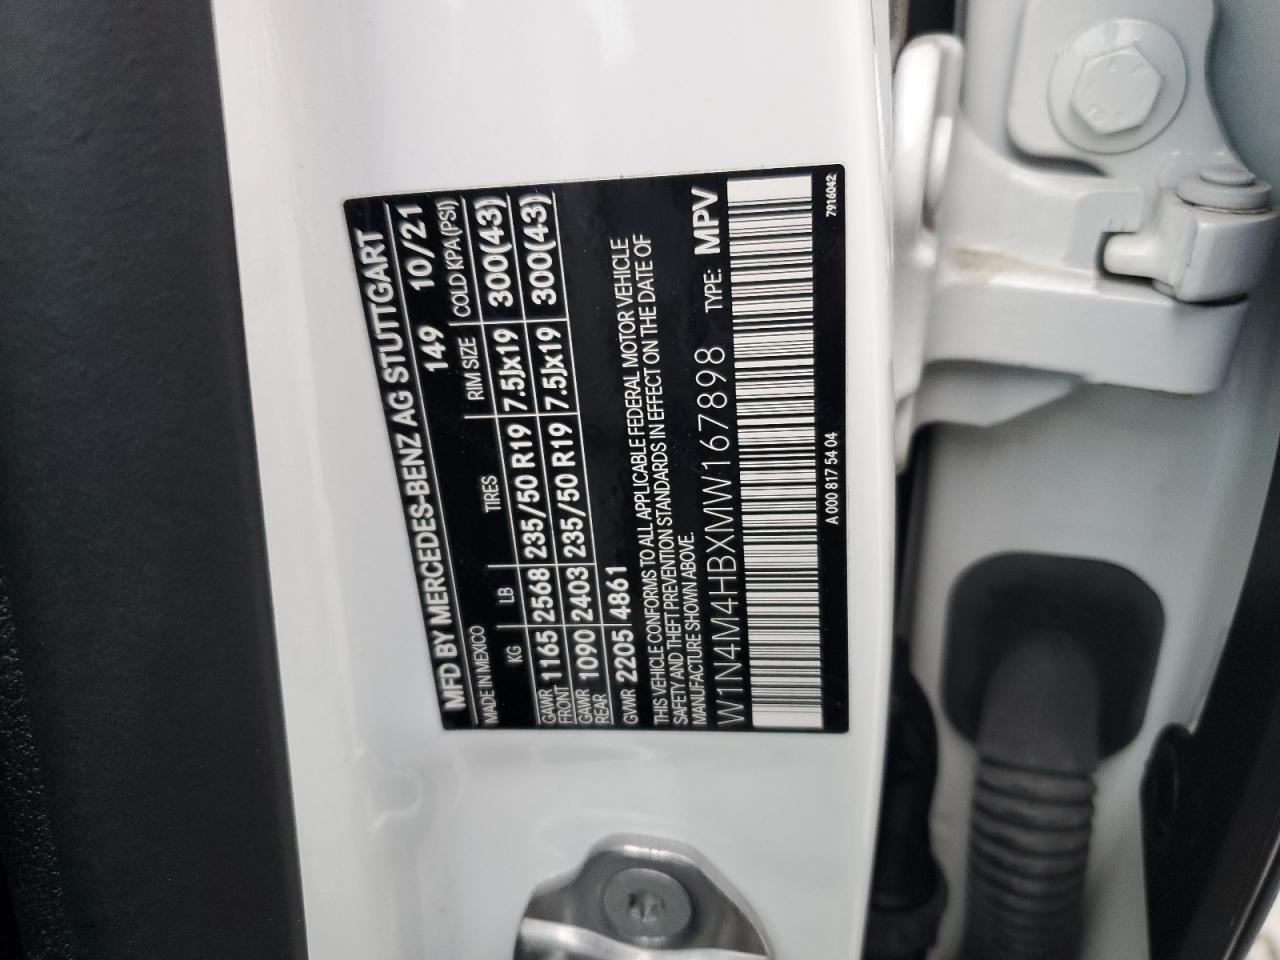 MFD BY MERCEDES-BENZ AG STUTTGART
MADE IN MEXICO 149 10/21
KG LB TIRES RIM SIZE COLD KPA(PSI)
GAWR FRONT 1165 2568 235/50 R19 7.5Jx19 300(43)
GAWR REAR 1090 2403 235/50 R19 7.5Jx19 300(43)
GVWR 2205 4861
THIS VEHICLE CONFORMS TO ALL APPLICABLE FEDERAL MOTOR VEHICLE
SAFETY AND THEFT PREVENTION STANDARDS IN EFFECT ON THE DATE OF
MANUFACTURE SHOWN ABOVE.
W1N4M4HBXMW167898 TYPE: MPV
A 000 817 54 04 7916042